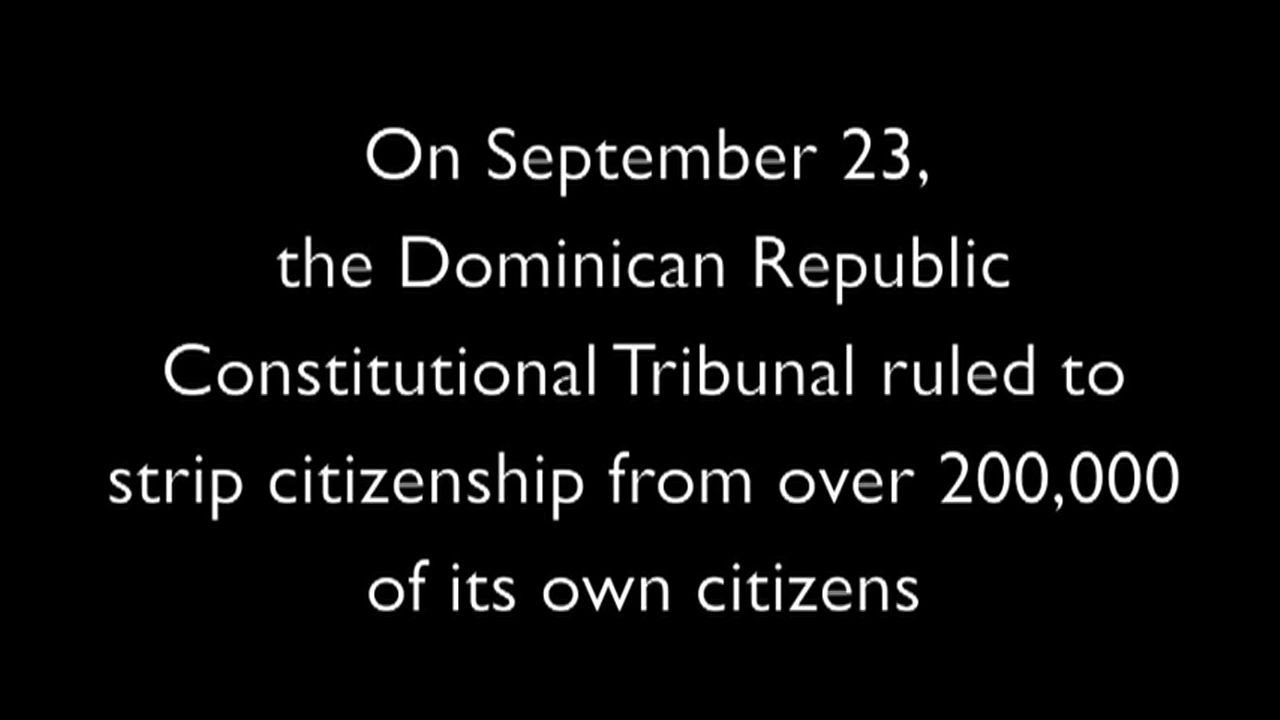 On September 23,
the Dominican Republic
Constitutional Tribunal ruled to
strip citizenship from over 200,000
of its own citizens